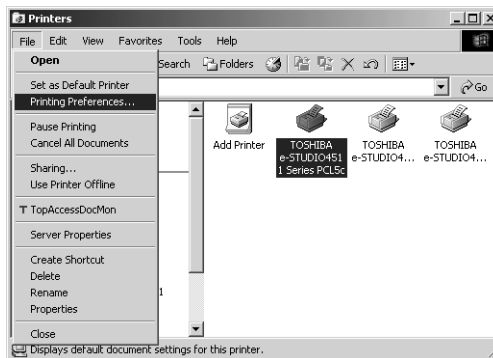 Printers
File Edit View Favorites Tools Help
Search Folders
Go
Open
Set as Default Printer
Printing Preferences...
Pause Printing
Cancel All Documents
Sharing...
Use Printer Offline
TopAccessDocMon
Server Properties
Create Shortcut
Delete
Rename
Properties
Close
1
Add Printer
TOSHIBA
e-STUDIO451
1 Series PCL5c
TOSHIBA
e-STUDIO4...
TOSHIBA
e-STUDIO4...
Displays default document settings for this printer.